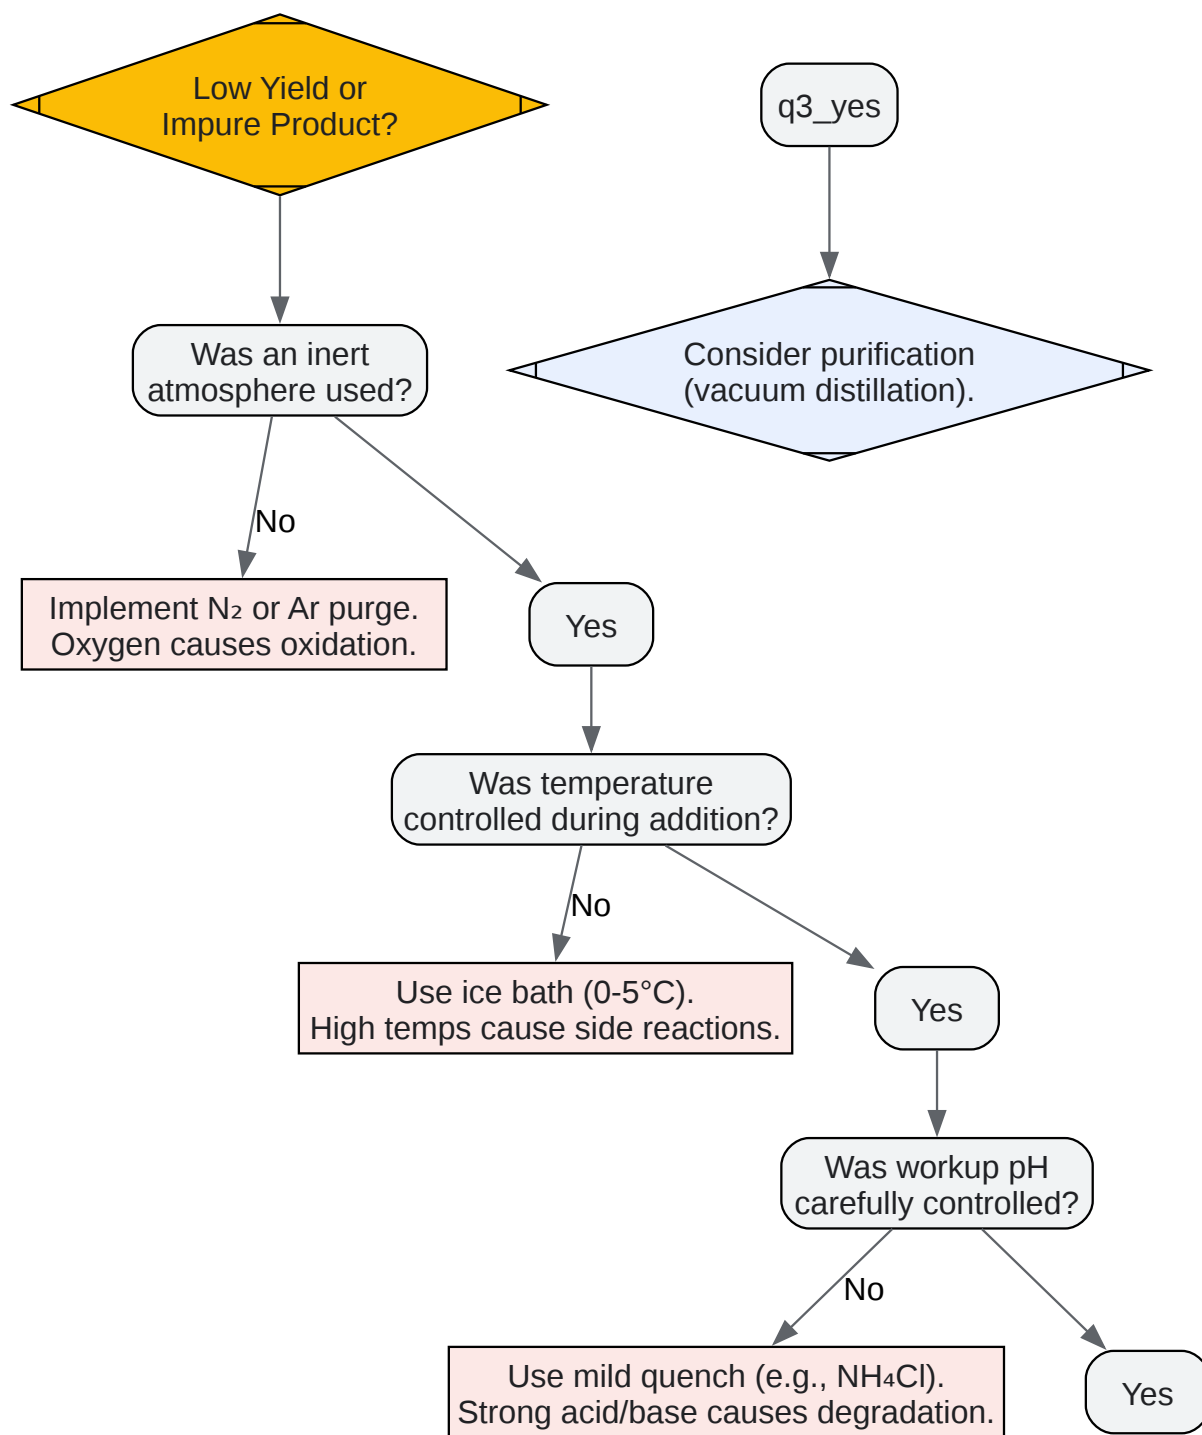 Low Yield or
Impure Product?
q3_yes
Was an inert
atmosphere used?
Consider purification
(vacuum distillation).
No
Implement N₂ or Ar purge.
Oxygen causes oxidation.
Yes
Was temperature
controlled during addition?
No
Use ice bath (0-5°C).
High temps cause side reactions.
Yes
Was workup pH
carefully controlled?
No
Use mild quench (e.g., NH₄Cl).
Strong acid/base causes degradation.
Yes